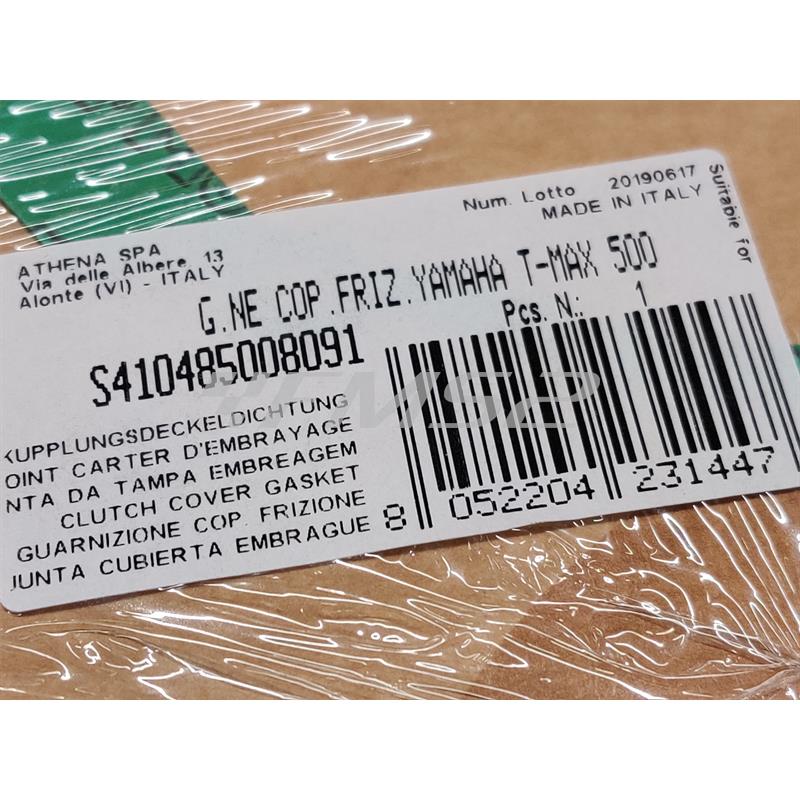 ATHENA SPA
Via delle Albere 13
Alonte (VI) - ITALY
Num. Lotto 20190617
MADE IN ITALY
Suitable for
G.NE COP.FRIZ.YAMAHA T-MAX 500
Pcs. N.: 1
S410485008091
KUPPLUNGSDECKELDICHTUNG
OINT CARTER D'EMBRAYAGE
NTA DA TAMPA EMBREAGEM
CLUTCH COVER GASKET
GUARNIZIONE COP. FRIZIONE
JUNTA CUBIERTA EMBRAGUE
8 052204 231447